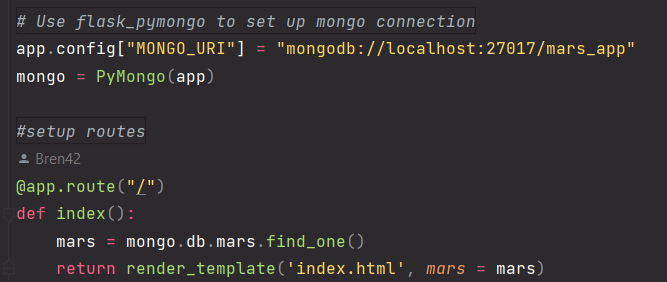 # Use flask_pymongo to set up mongo connection
app.config["MONGO_URI"] = "mongodb://localhost:27017/mars_app"
mongo = PyMongo(app)
#setup routes
Bren42
@app.route("/")
def index():
mars = mongo.db.mars.find_one()
return render_template('index.html', mars = mars)